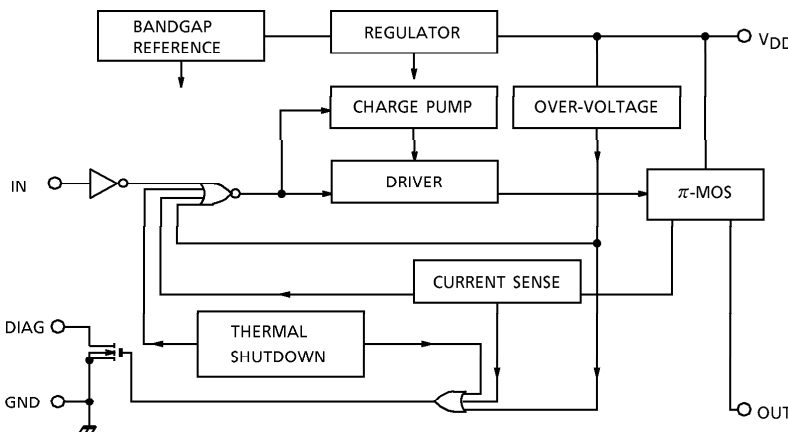 BANDGAP
REFERENCE
REGULATOR
VDD
CHARGE PUMP
OVER-VOLTAGE
IN
DRIVER
π-MOS
CURRENT SENSE
DIAG
THERMAL
SHUTDOWN
GND
OUT